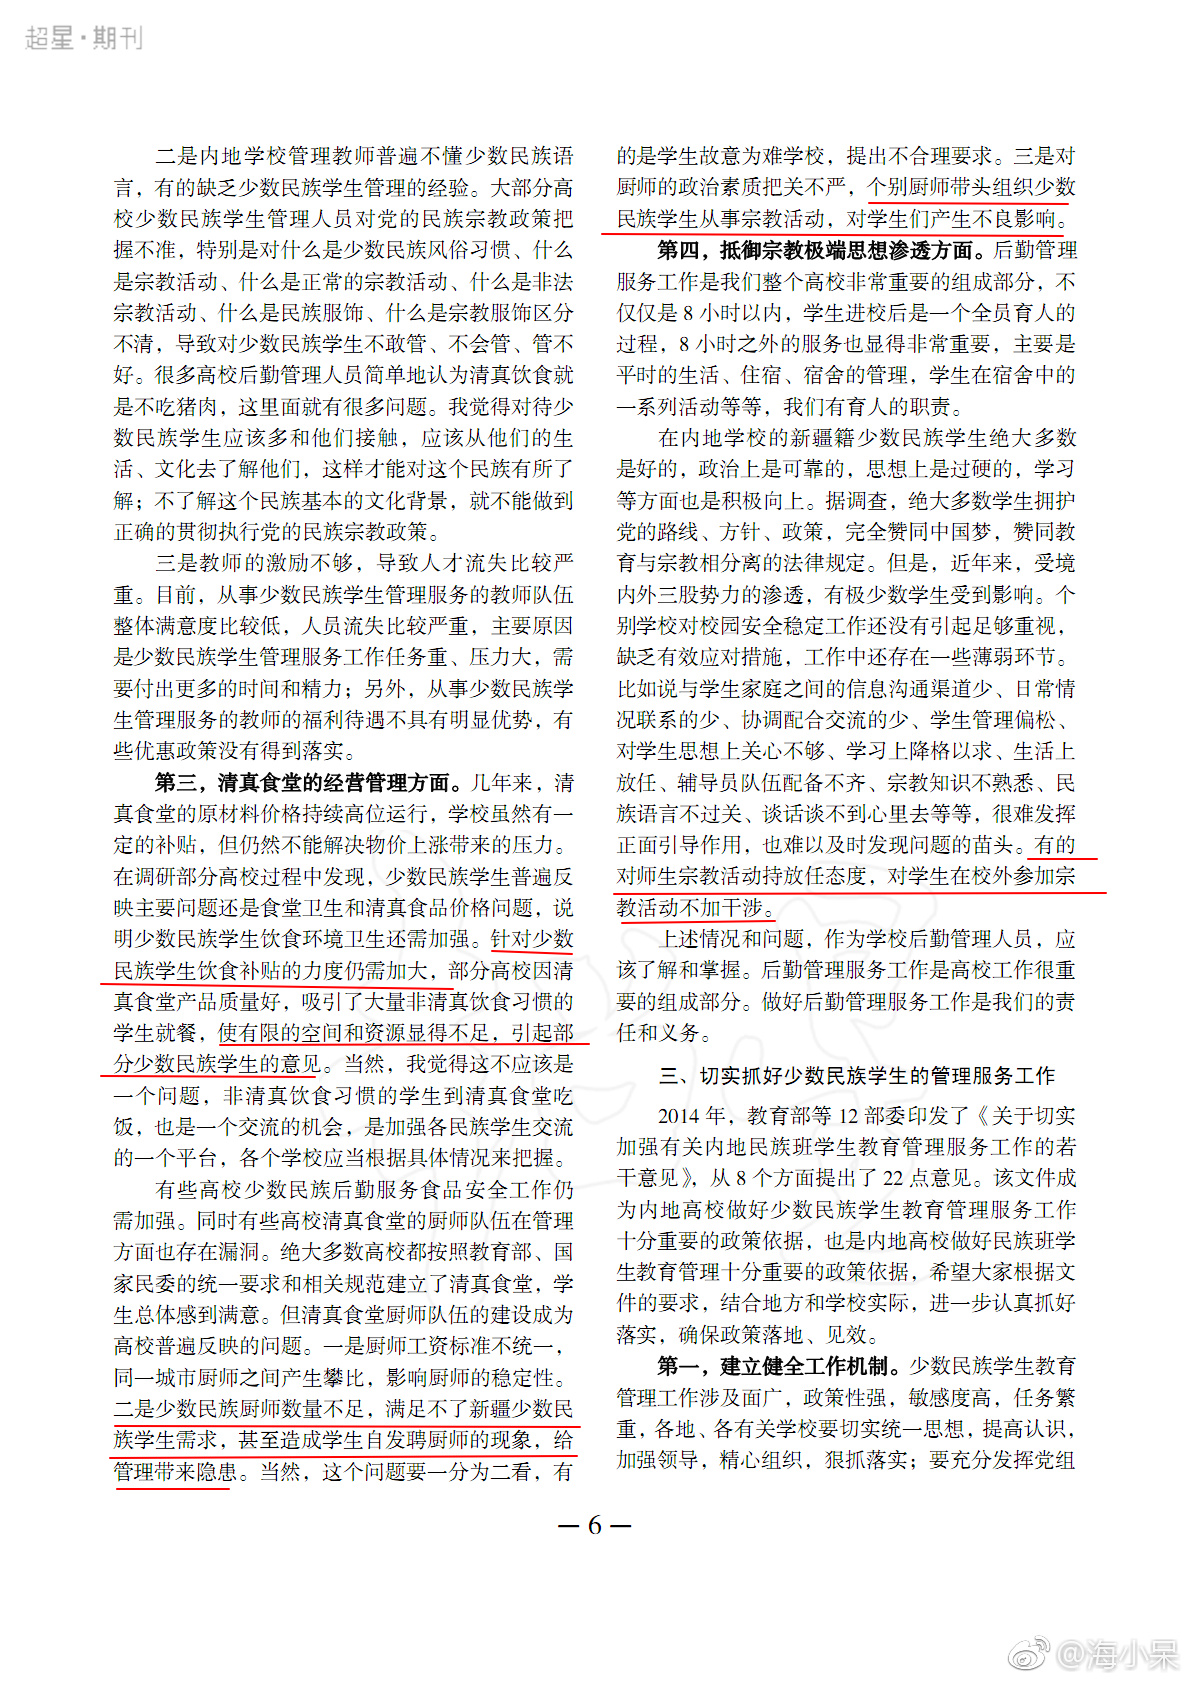 超星·期刊
二是内地学校管理教师普遍不懂少数民族语
言，有的缺乏少数民族学生管理的经验。大部分高
校少数民族学生管理人员对党的民族宗教政策把
握不准，特别是对什么是少数民族风俗习惯、什么
是宗教活动、什么是正常的宗教活动、什么是非法
宗教活动、什么是民族服饰、什么是宗教服饰区分
不清，导致对少数民族学生不敢管、不会管、管不
好。很多高校后勤管理人员简单地认为清真饮食就
是不吃猪肉，这里面就有很多问题。我觉得对待少
数民族学生应该多和他们接触，应该从他们的生
活、文化去了解他们，这样才能对这个民族有所了
解；不了解这个民族基本的文化背景，就不能做到
正确的贯彻执行党的民族宗教政策。
三是教师的激励不够，导致人才流失比较严
重。目前，从事少数民族学生管理服务的教师队伍
整体满意度比较低，人员流失比较严重，主要原因
是少数民族学生管理服务工作任务重、压力大，需
要付出更多的时间和精力；另外，从事少数民族学
生管理服务的教师的福利待遇不具有明显优势，有
些优惠政策没有得到落实。
第三，清真食堂的经营管理方面。几年来，清
真食堂的原材料价格持续高位运行，学校虽然有一
定的补贴，但仍然不能解决物价上涨带来的压力。
在调研部分高校过程中发现，少数民族学生普遍反
映主要问题还是食堂卫生和清真食品价格问题，说
明少数民族学生饮食环境卫生还需加强。针对少数
民族学生饮食补贴的力度仍需加大，部分高校因清
真食堂产品质量好，吸引了大量非清真饮食习惯的
学生就餐，使有限的空间和资源显得不足，引起部
分少数民族学生的意见。当然，我觉得这不应该是
一个问题，非清真饮食习惯的学生到清真食堂吃
饭，也是一个交流的机会，是加强各民族学生交流
的一个平台，各个学校应当根据具体情况来把握。
有些高校少数民族后勤服务食品安全工作仍
需加强。同时有些高校清真食堂的厨师队伍在管理
方面也存在漏洞。绝大多数高校都按照教育部、国
家民委的统一要求和相关规范建立了清真食堂，学
生总体感到满意。但清真食堂厨师队伍的建设成为
高校普遍反映的问题。一是厨师工资标准不统一，
同一城市厨师之间产生攀比，影响厨师的稳定性。
二是少数民族厨师数量不足，满足不了新疆少数民
族学生需求，甚至造成学生自发聘厨师的现象，给
管理带来隐患。当然，这个问题要一分为二看，有
的是学生故意为难学校，提出不合理要求。三是对
厨师的政治素质把关不严，个别厨师带头组织少数
民族学生从事宗教活动，对学生们产生不良影响。
第四，抵御宗教极端思想渗透方面。后勤管理
服务工作是我们整个高校非常重要的组成部分，不
仅仅是 8 小时以内，学生进校后是一个全员育人的
过程，8 小时之外的服务也显得非常重要，主要是
平时的生活、住宿、宿舍的管理，学生在宿舍中的
一系列活动等等，我们有育人的职责。
在内地学校的新疆籍少数民族学生绝大多数
是好的，政治上是可靠的，思想上是过硬的，学习
等方面也是积极向上。据调查，绝大多数学生拥护
党的路线、方针、政策，完全赞同中国梦，赞同教
育与宗教相分离的法律规定。但是，近年来，受境
内外三股势力的渗透，有极少数学生受到影响。个
别学校对校园安全稳定工作还没有引起足够重视，
缺乏有效应对措施，工作中还存在一些薄弱环节。
比如说与学生家庭之间的信息沟通渠道少、日常情
况联系的少、协调配合交流的少、学生管理偏松、
对学生思想上关心不够、学习上降格以求、生活上
放任、辅导员队伍配备不齐、宗教知识不熟悉、民
族语言不过关、谈话谈不到心里去等等，很难发挥
正面引导作用，也难以及时发现问题的苗头。有的
对师生宗教活动持放任态度，对学生在校外参加宗
教活动不加干涉。
上述情况和问题，作为学校后勤管理人员，应
该了解和掌握。后勤管理服务工作是高校工作很重
要的组成部分。做好后勤管理服务工作是我们的责
任和义务。
三、切实抓好少数民族学生的管理服务工作
2014 年，教育部等 12 部委印发了《关于切实
加强有关内地民族班学生教育管理服务工作的若
干意见》，从 8 个方面提出了 22 点意见。该文件成
为内地高校做好少数民族学生教育管理服务工作
十分重要的政策依据，也是内地高校做好民族班学
生教育管理十分重要的政策依据，希望大家根据文
件的要求，结合地方和学校实际，进一步认真抓好
落实，确保政策落地、见效。
第一，建立健全工作机制。少数民族学生教育
管理工作涉及面广，政策性强，敏感度高，任务繁
重，各地、各有关学校要切实统一思想，提高认识，
加强领导，精心组织，狠抓落实；要充分发挥党组
— 6 —
@海小呆